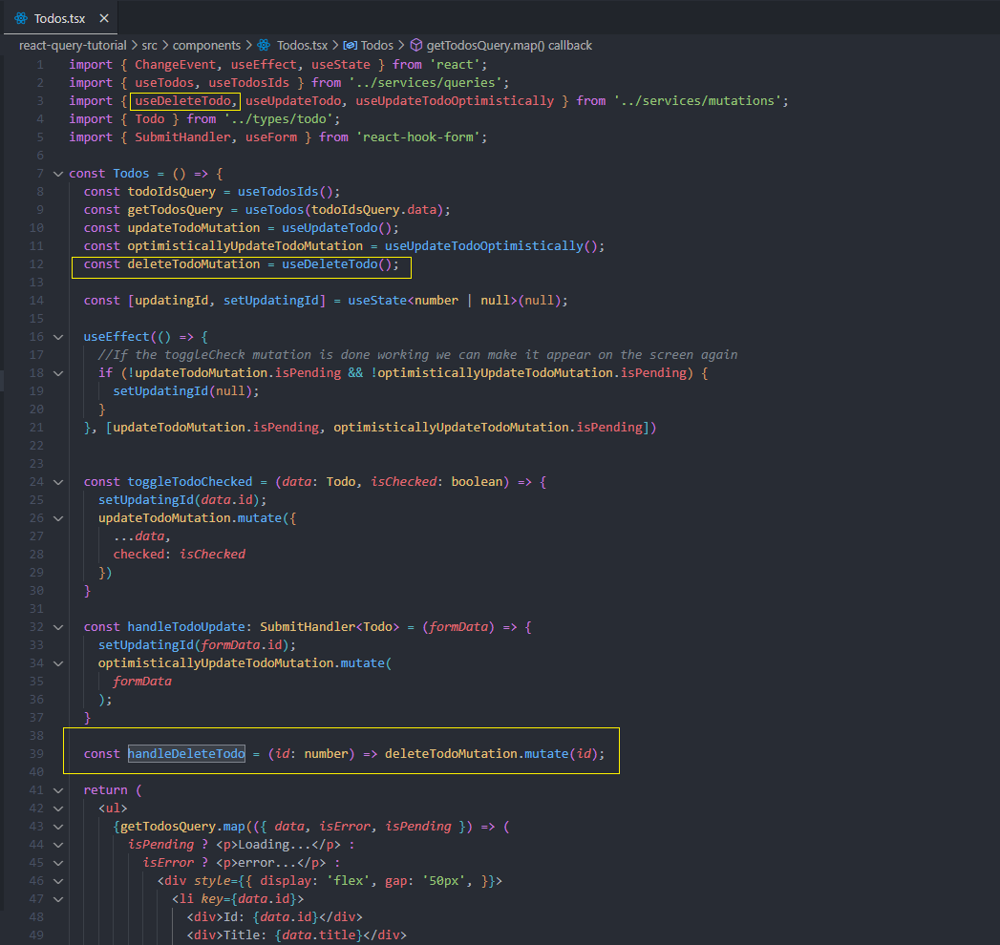 Todos.tsx ×
react-query-tutorial > src > components > Todos.tsx > Todos > getTodosQuery.map() callback
1 import { ChangeEvent, useEffect, useState } from 'react';
2 import { useTodos, useTodosIds } from '../services/queries';
3 import { useDeleteTodo, useUpdateTodo, useUpdateTodoOptimistically } from '../services/mutations';
4 import { Todo } from '../types/todo';
5 import { SubmitHandler, useForm } from 'react-hook-form';
6
7 const Todos = () => {
8 const todoIdsQuery = useTodosIds();
9 const getTodosQuery = useTodos(todoIdsQuery.data);
10 const updateTodoMutation = useUpdateTodo();
11 const optimisticallyUpdateTodoMutation = useUpdateTodoOptimistically();
12 const deleteTodoMutation = useDeleteTodo();
13
14 const [updatingId, setUpdatingId] = useState<number | null>(null);
15
16 useEffect(() => {
17 //If the toggleCheck mutation is done working we can make it appear on the screen again
18 if (!updateTodoMutation.isPending && !optimisticallyUpdateTodoMutation.isPending) {
19 setUpdatingId(null);
20 }
21 }, [updateTodoMutation.isPending, optimisticallyUpdateTodoMutation.isPending])
22
23
24 const toggleTodoChecked = (data: Todo, isChecked: boolean) => {
25 setUpdatingId(data.id);
26 updateTodoMutation.mutate({
27 ...data,
28 checked: isChecked
29 })
30 }
31
32 const handleTodoUpdate: SubmitHandler<Todo> = (formData) => {
33 setUpdatingId(formData.id);
34 optimisticallyUpdateTodoMutation.mutate(
35 formData
36 );
37 }
38
39 const handleDeleteTodo = (id: number) => deleteTodoMutation.mutate(id);
40
41 return (
42 <ul>
43 {getTodosQuery.map(({ data, isError, isPending }) => (
44 isPending ? <p>Loading...</p> :
45 isError ? <p>error...</p> :
46 <div style={{ display: 'flex', gap: '50px', }}>
47 <li key={data.id}>
48 <div>Id: {data.id}</div>
49 <div>Title: {data.title}</div>